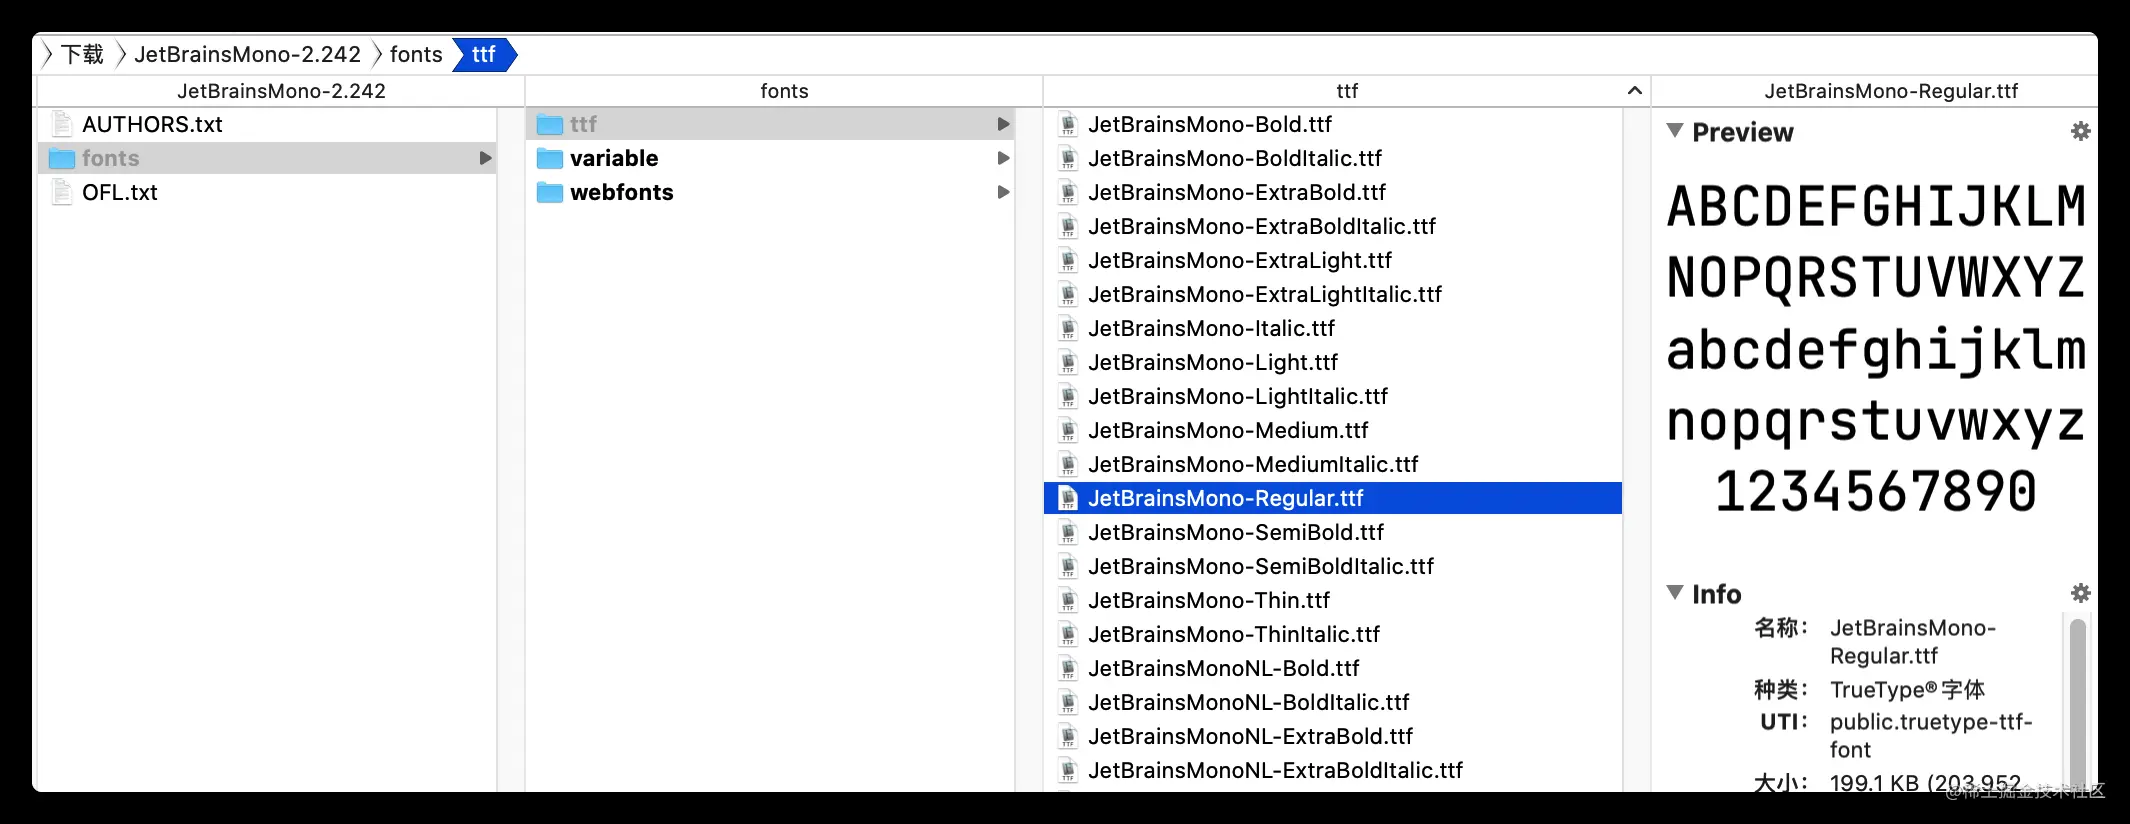 下载 JetBrainsMono-2.242 fonts ttf
JetBrainsMono-2.242
AUTHORS.txt
fonts
OFL.txt
fonts
ttf
variable
webfonts
ttf
JetBrainsMono-Bold.ttf
JetBrainsMono-BoldItalic.ttf
JetBrainsMono-ExtraBold.ttf
JetBrainsMono-ExtraBoldItalic.ttf
JetBrainsMono-ExtraLight.ttf
JetBrainsMono-ExtraLightItalic.ttf
JetBrainsMono-Italic.ttf
JetBrainsMono-Light.ttf
JetBrainsMono-LightItalic.ttf
JetBrainsMono-Medium.ttf
JetBrainsMono-MediumItalic.ttf
JetBrainsMono-Regular.ttf
JetBrainsMono-SemiBold.ttf
JetBrainsMono-SemiBoldItalic.ttf
JetBrainsMono-Thin.ttf
JetBrainsMono-ThinItalic.ttf
JetBrainsMonoNL-Bold.ttf
JetBrainsMonoNL-BoldItalic.ttf
JetBrainsMonoNL-ExtraBold.ttf
JetBrainsMonoNL-ExtraBoldItalic.ttf
JetBrainsMono-Regular.ttf
Preview
ABCDEFGHIJKLM
NOPQRSTUVWXYZ
abcdefghijklm
nopqrstuvwxyz
1234567890
Info
名称： JetBrainsMono-
Regular.ttf
种类： TrueType® 字体
UTI： public.truetype-ttf-
font
大小： 199.1 KB (203,952
@稀土掘金技术社区